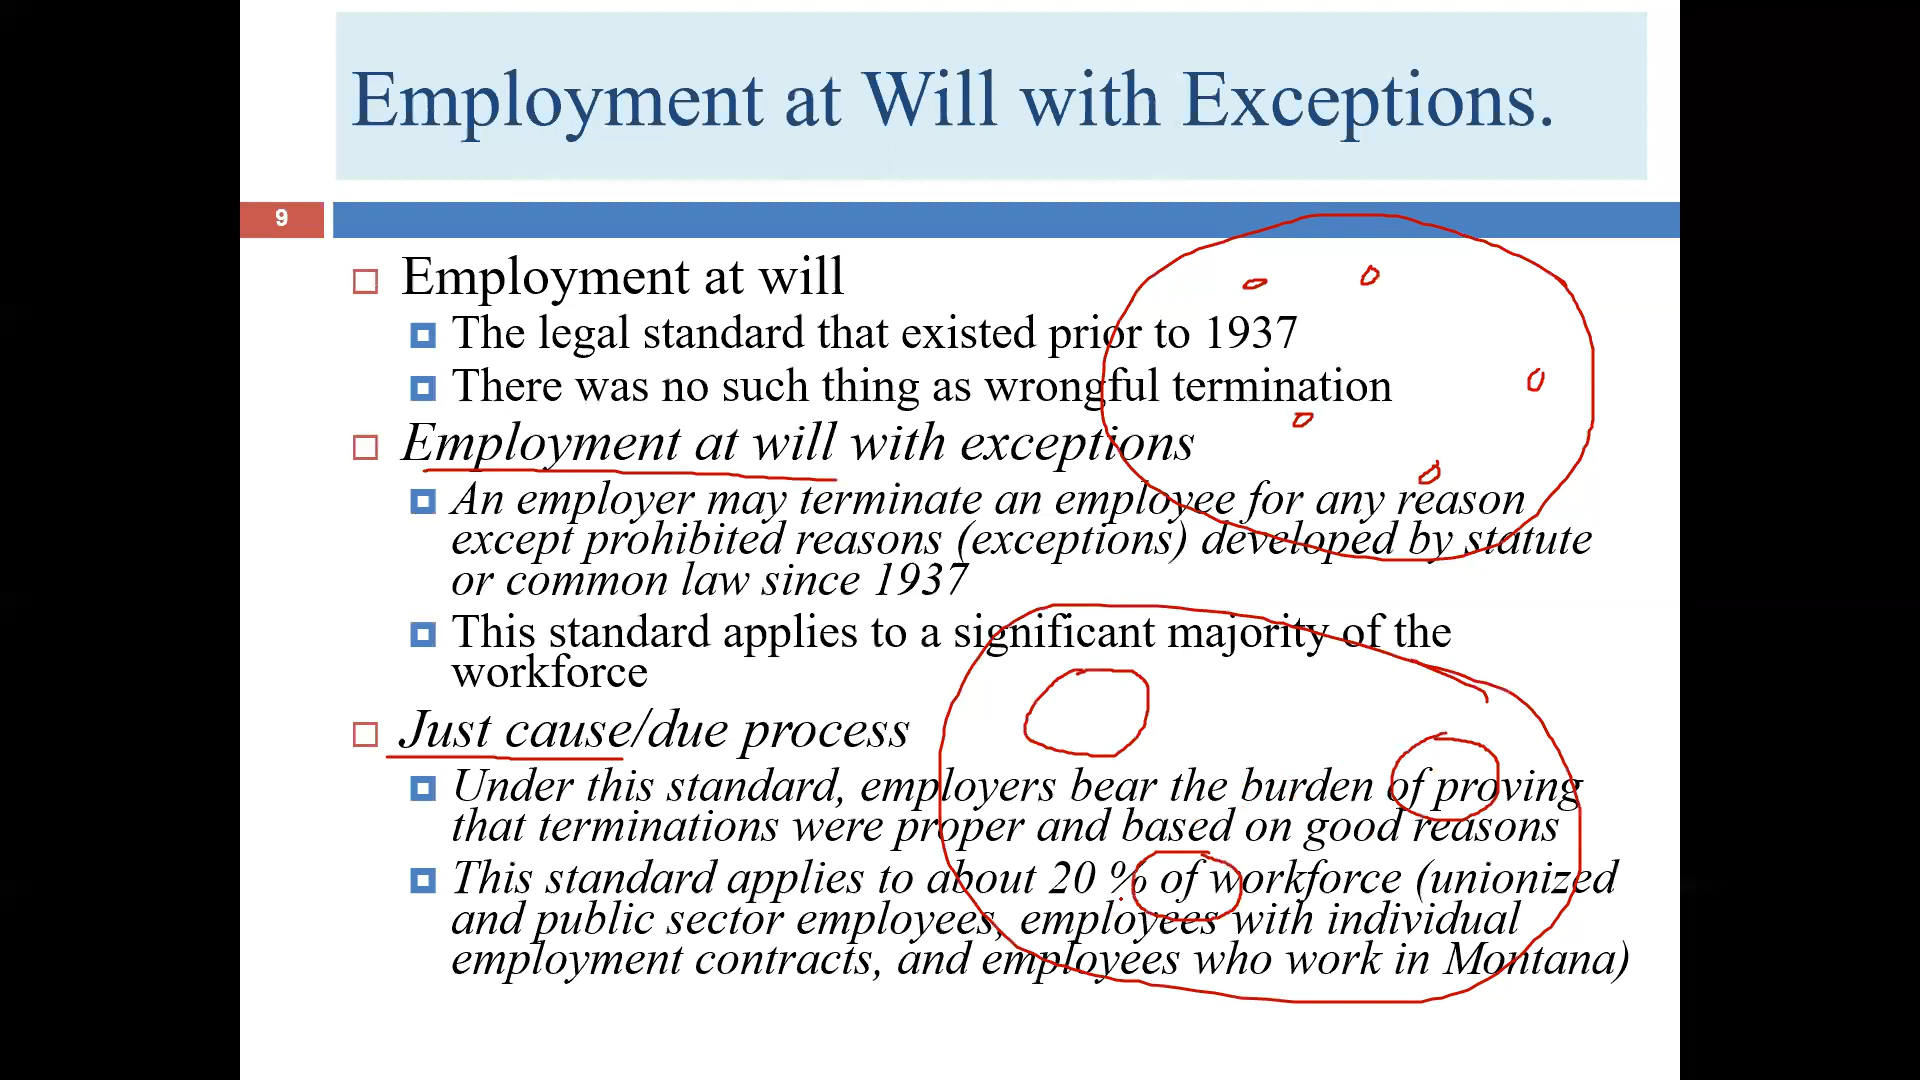 Employment at Will with Exceptions.
9
Employment at will
The legal standard that existed prior to 1937
There was no such thing as wrongful termination
Employment at will with exceptions
An employer may terminate an employee for any reason
except prohibited reasons (exceptions) developed by statute
or common law since 1937
This standard applies to a significant majority of the
workforce
Just cause/due process
Under this standard, employers bear the burden of proving
that terminations were proper and based on good reasons
This standard applies to about 20 % of workforce (unionized
and public sector employees, employees with individual
employment contracts, and employees who work in Montana)